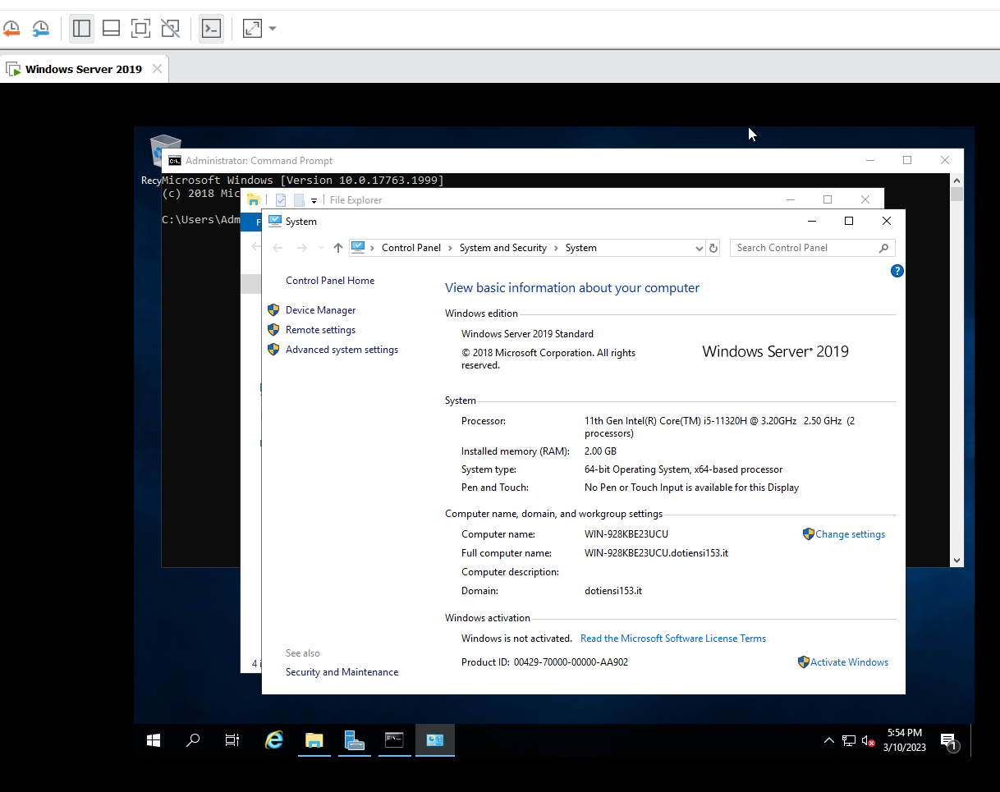 Windows Server 2019
Recy
Administrator: Command Prompt
Microsoft Windows [Version 10.0.17763.1999]
(c) 2018 Mic
C:\Users\Adm
File Explorer
F
System
Control Panel > System and Security > System
Search Control Panel
?
Control Panel Home
Device Manager
Remote settings
Advanced system settings
View basic information about your computer
Windows edition
Windows Server 2019 Standard
© 2018 Microsoft Corporation. All rights
reserved.
Windows Server® 2019
System
Processor: 11th Gen Intel(R) Core(TM) i5-11320H @ 3.20GHz 2.50 GHz (2
processors)
Installed memory (RAM): 2.00 GB
System type: 64-bit Operating System, x64-based processor
Pen and Touch: No Pen or Touch Input is available for this Display
Computer name, domain, and workgroup settings
Computer name: WIN-928KBE23UCU
Change settings
Full computer name: WIN-928KBE23UCU.dotiensi153.it
Computer description:
Domain: dotiensi153.it
Windows activation
Windows is not activated. Read the Microsoft Software License Terms
Product ID: 00429-70000-00000-AA902
Activate Windows
See also
Security and Maintenance
4 i
5:54 PM
3/10/2023
1